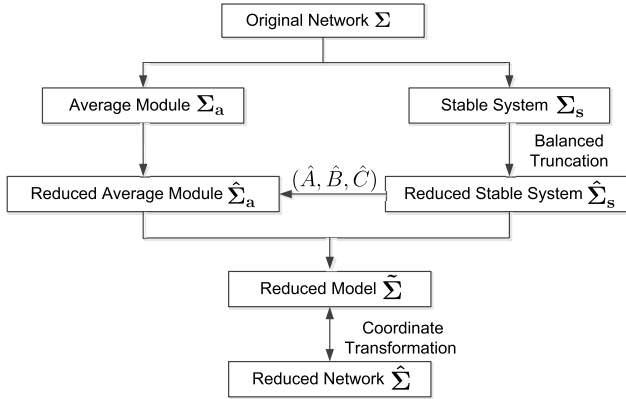 Original Network Σ
Average Module Σₐ
Stable System Σₛ
Balanced
Truncation
Reduced Average Module Σ̂ₐ
(Â, B̂, Ĉ)
Reduced Stable System Σ̂ₛ
Reduced Model Σ̃
Coordinate
Transformation
Reduced Network Σ̂